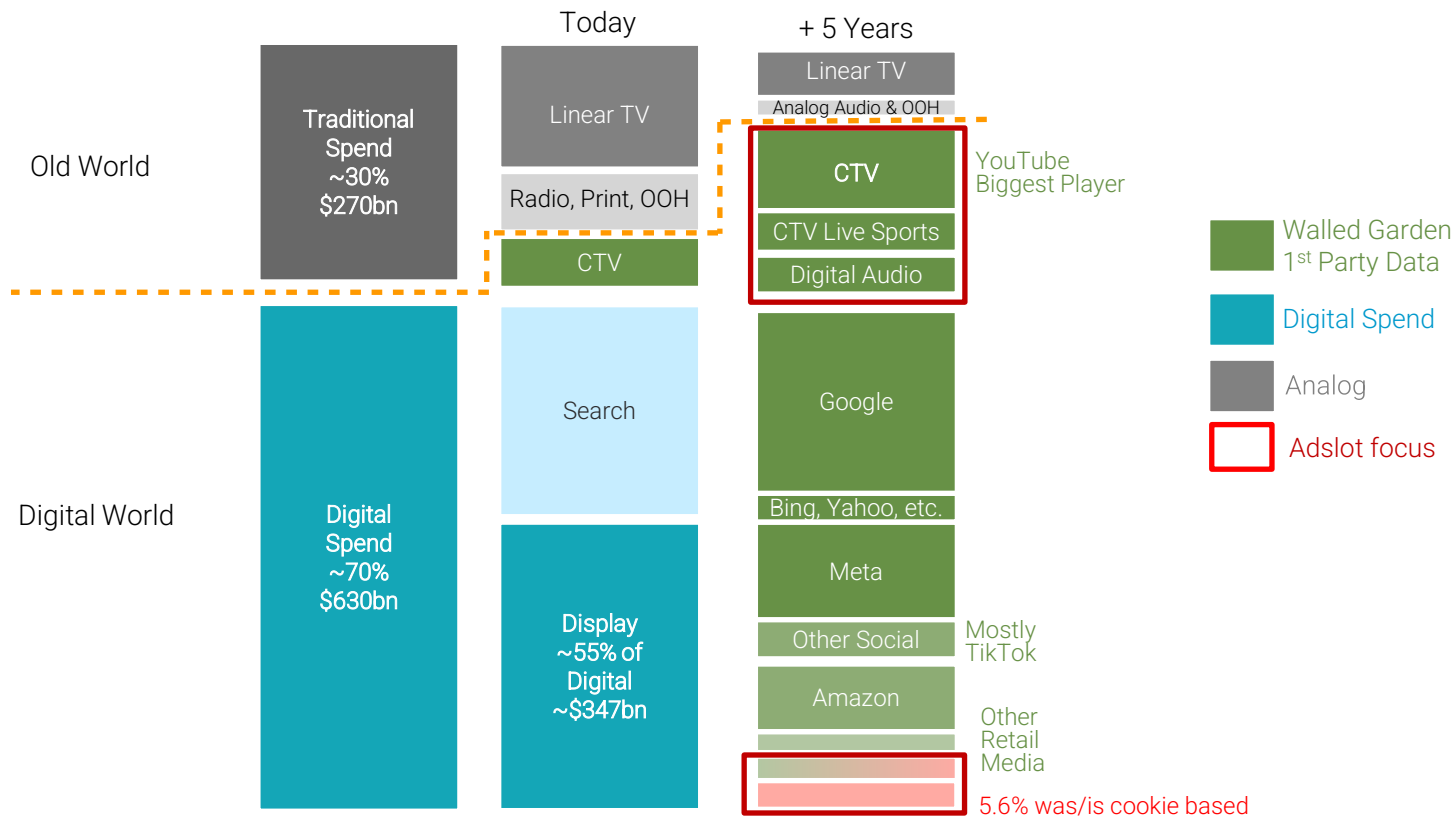 Today
+ 5 Years
Old World
Traditional
Spend
~30%
$270bn
Linear TV
Radio, Print, OOH
CTV
Linear TV
Analog Audio & OOH
CTV
CTV Live Sports
Digital Audio
YouTube
Biggest Player
Digital World
Digital
Spend
~70%
$630bn
Search
Display
~55% of
Digital
~$347bn
Google
Bing, Yahoo, etc.
Meta
Other Social
Mostly
TikTok
Amazon
Other
Retail
Media
5.6% was/is cookie based
Walled Garden
1st Party Data
Digital Spend
Analog
Adslot focus